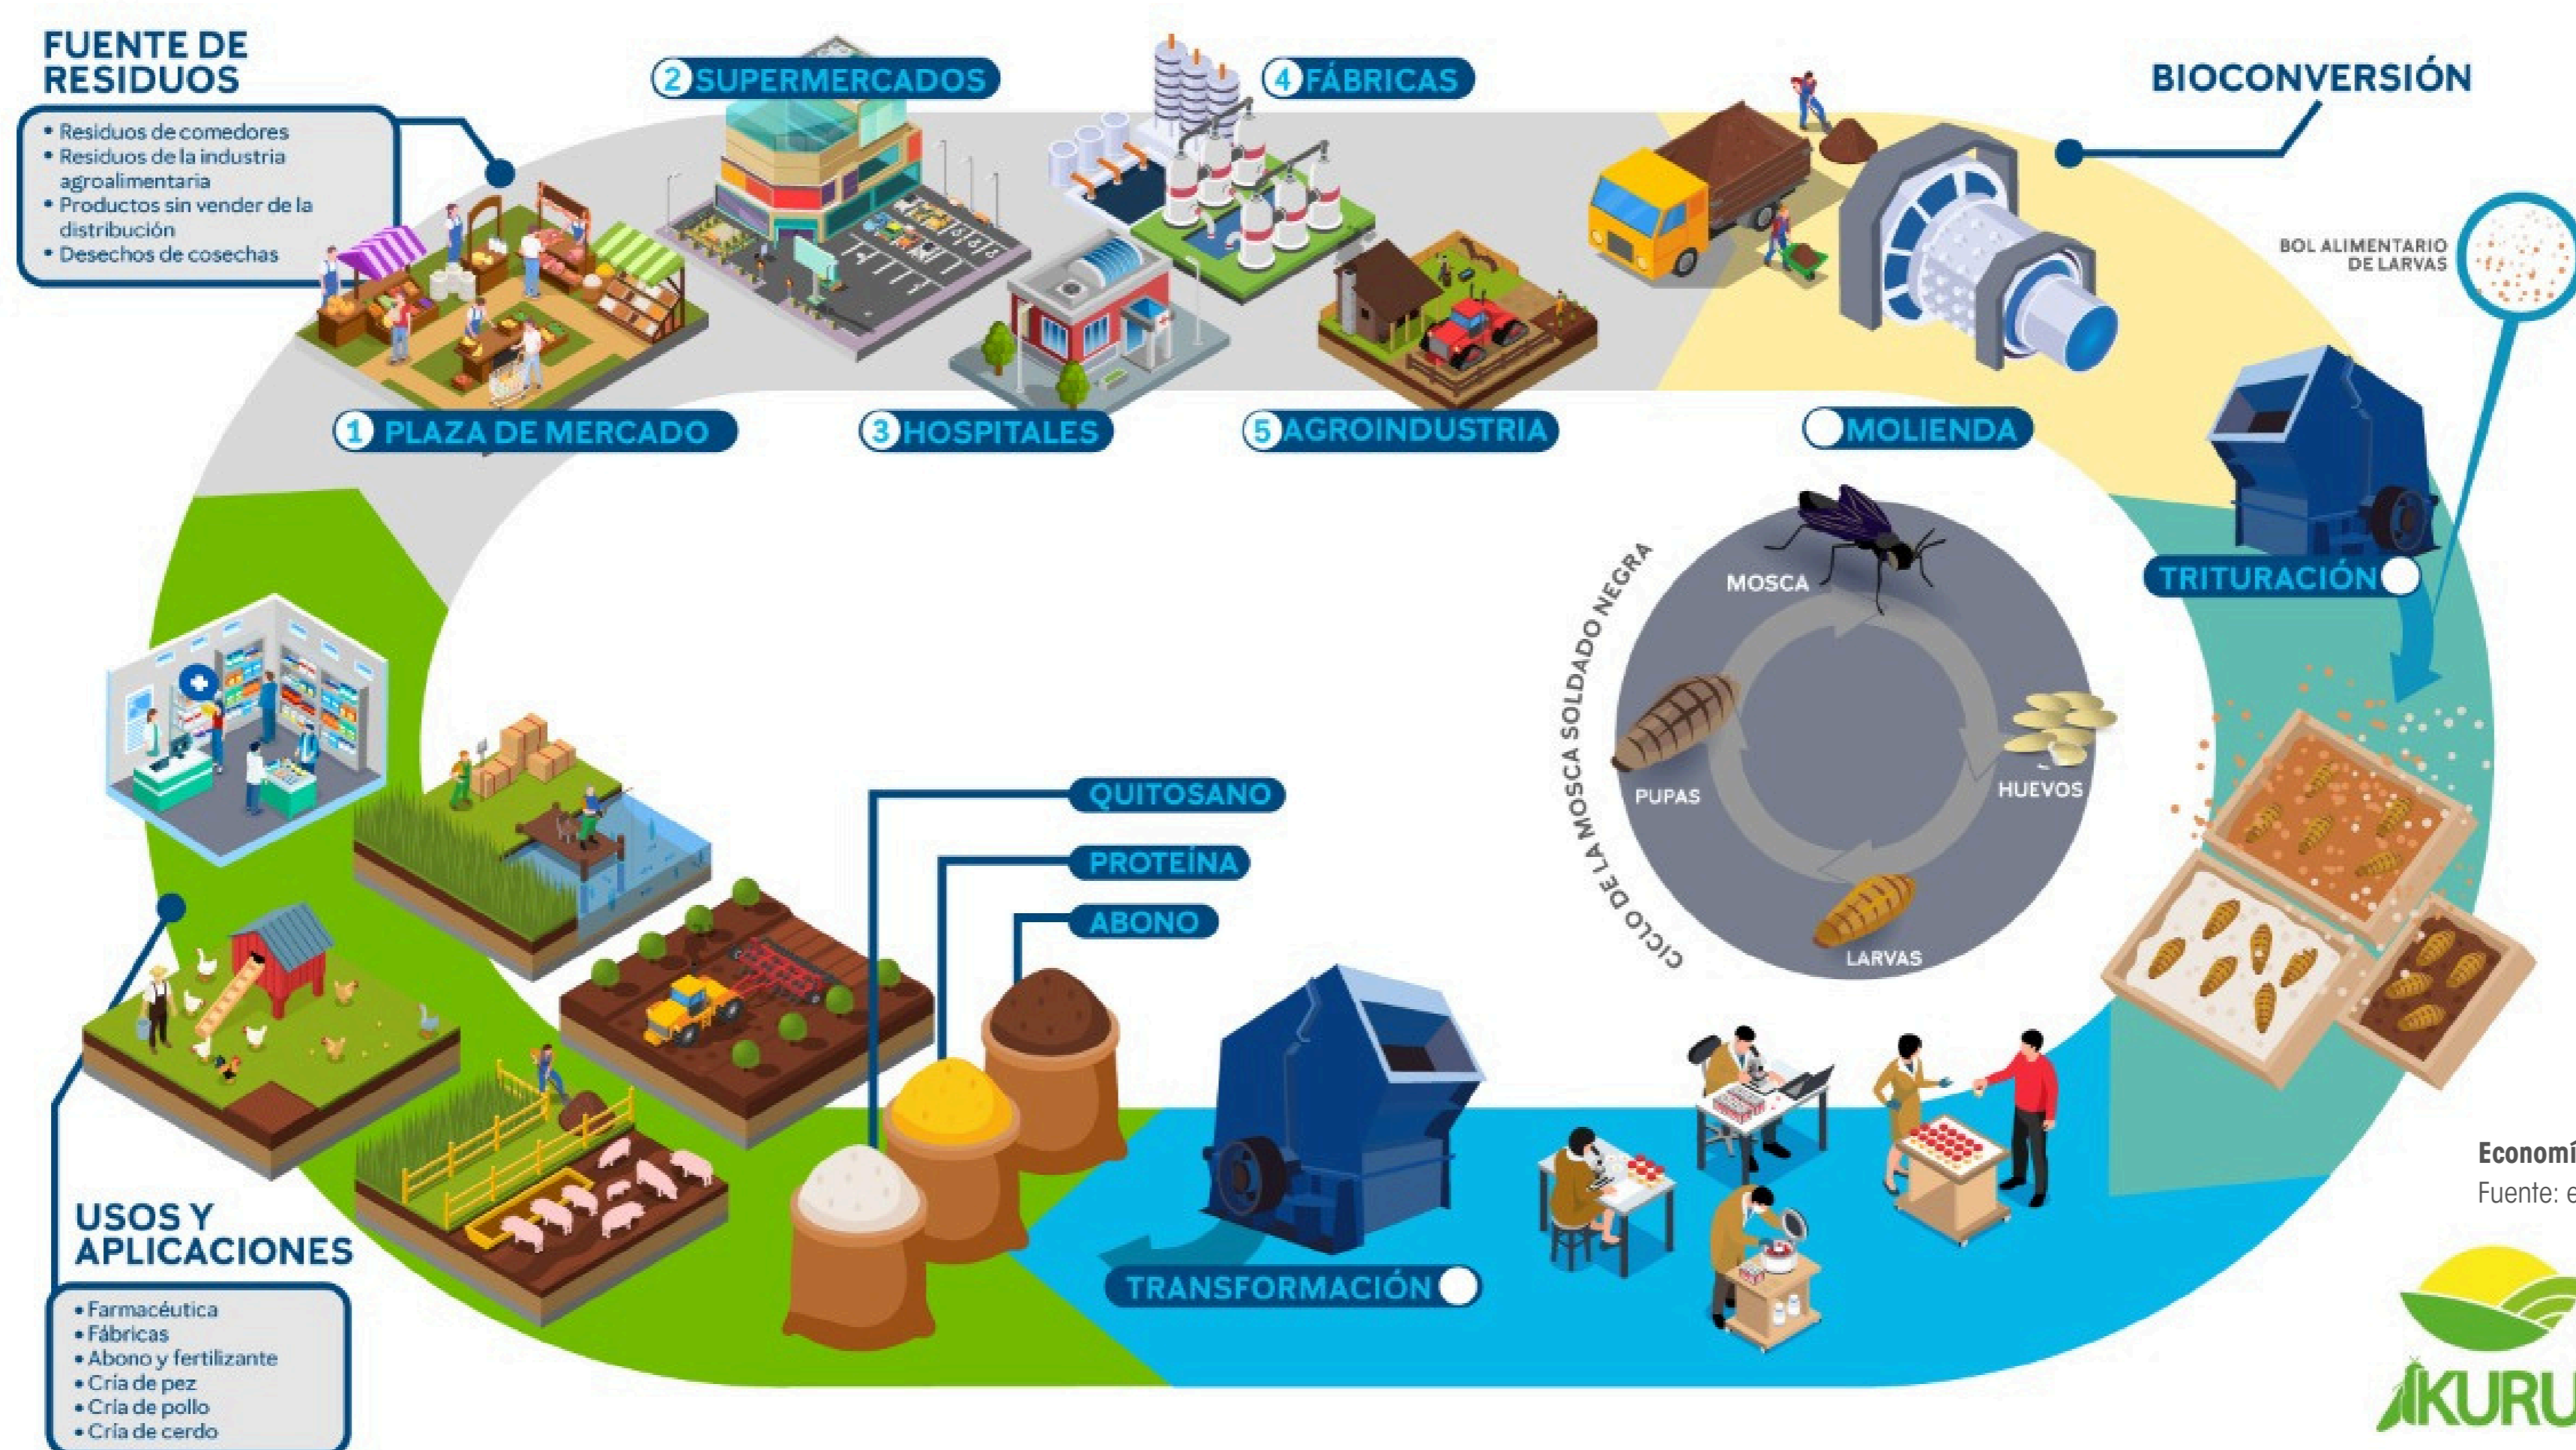 FUENTE DE
RESIDUOS
• Residuos de comedores
• Residuos de la industria
agroalimentaria
• Productos sin vender de la
distribución
• Desechos de cosechas
2 SUPERMERCADOS
4 FÁBRICAS
BIOCONVERSIÓN
BOL ALIMENTARIO
DE LARVAS
1 PLAZA DE MERCADO
3 HOSPITALES
5 AGROINDUSTRIA
MOLIENDA
TRITURACIÓN
CICLO DE LA MOSCA SOLDADO NEGRA
MOSCA
HUEVOS
PUPAS
LARVAS
QUITOSANO
PROTEÍNA
ABONO
TRANSFORMACIÓN
USOS Y
APLICACIONES
• Farmacéutica
• Fábricas
• Abono y fertilizante
• Cría de pez
• Cría de pollo
• Cría de cerdo
Economí
Fuente: e
KURU